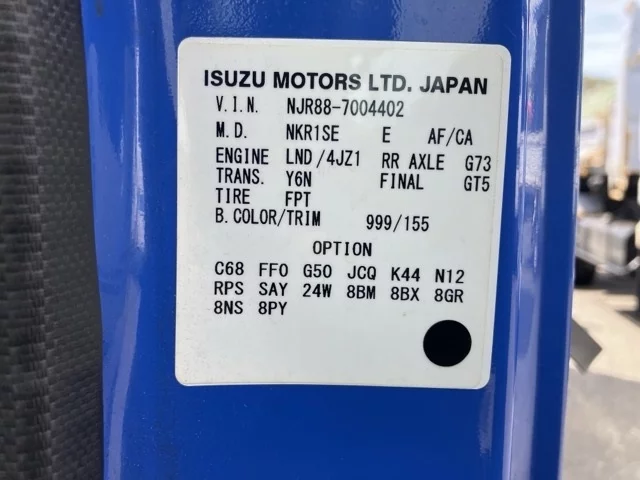 ISUZU MOTORS LTD. JAPAN
V.I.N. NJR88-7004402
M.D. NKR1SE E AF/CA
ENGINE LND/4JZ1 RR AXLE G73
TRANS. Y6N FINAL GT5
TIRE FPT
B.COLOR/TRIM 999/155
OPTION
C68 FF0 G50 JCQ K44 N12
RPS SAY 24W 8BM 8BX 8GR
8NS 8PY